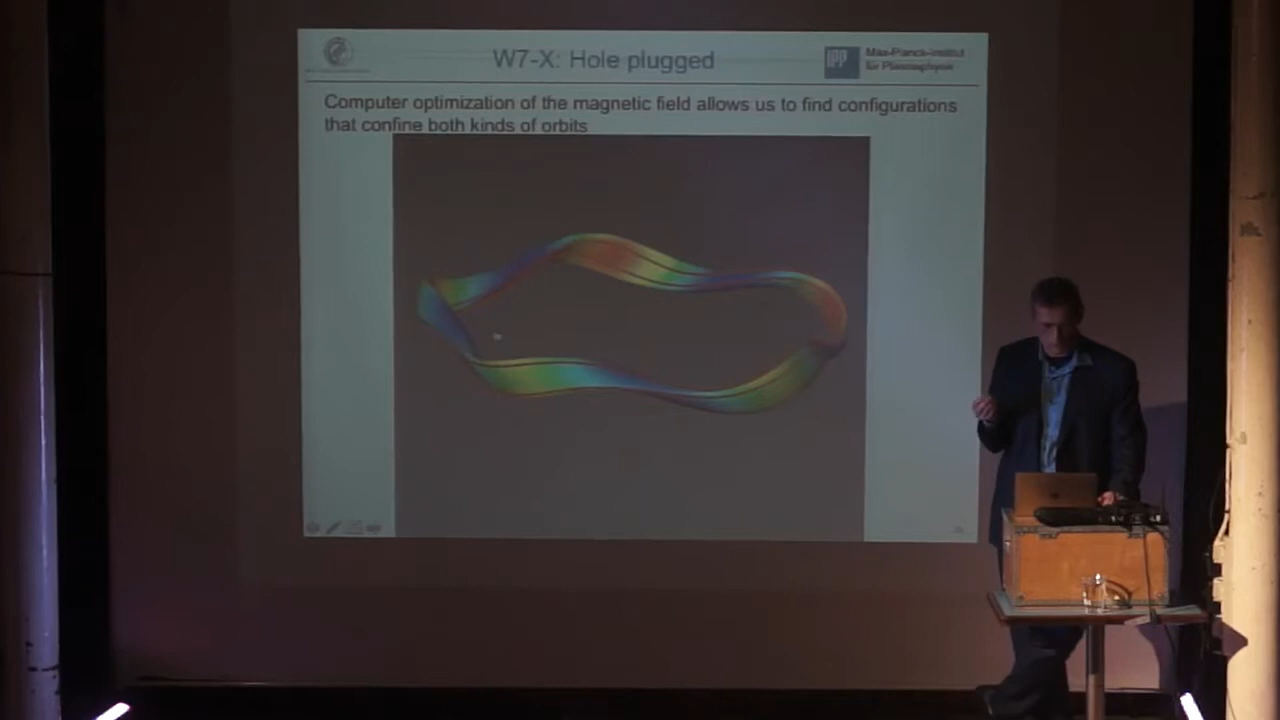 W7-X: Hole plugged
IPP
Max-Planck-Institut
für Plasmaphysik
Computer optimization of the magnetic field allows us to find configurations
that confine both kinds of orbits